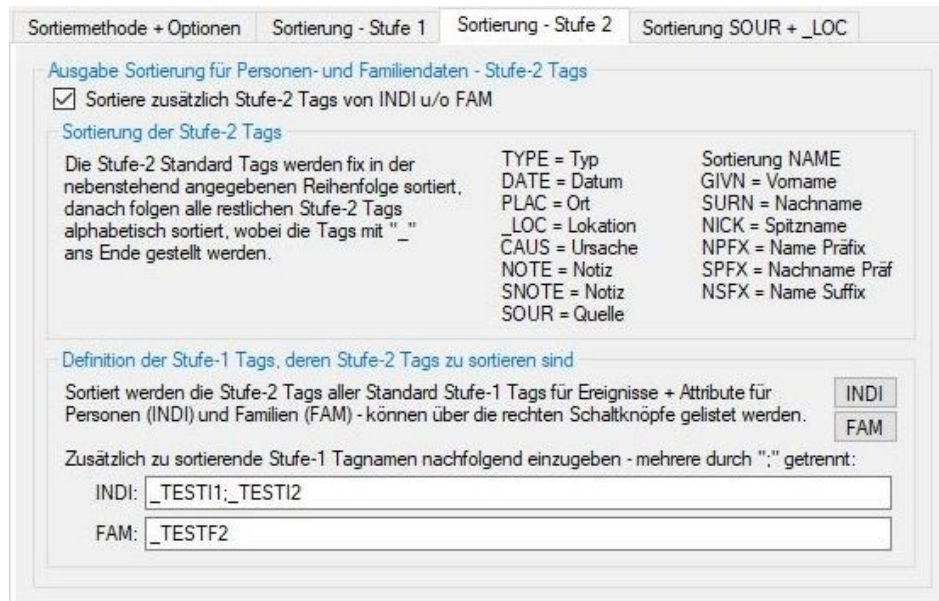 Sortiermethode + Optionen
Sortierung - Stufe 1
Sortierung - Stufe 2
Sortierung SOUR + _LOC
Ausgabe Sortierung für Personen- und Familiendaten - Stufe-2 Tags
Sortiere zusätzlich Stufe-2 Tags von INDI u/o FAM
Sortierung der Stufe-2 Tags
Die Stufe-2 Standard Tags werden fix in der
nebenstehend angegebenen Reihenfolge sortiert,
danach folgen alle restlichen Stufe-2 Tags
alphabetisch sortiert, wobei die Tags mit "_"
ans Ende gestellt werden.
TYPE = Typ
DATE = Datum
PLAC = Ort
_LOC = Lokation
CAUS = Ursache
NOTE = Notiz
SNOTE = Notiz
SOUR = Quelle
Sortierung NAME
GIVN = Vorname
SURN = Nachname
NICK = Spitzname
NPFX = Name Präfix
SPFX = Nachname Präf
NSFX = Name Suffix
Definition der Stufe-1 Tags, deren Stufe-2 Tags zu sortieren sind
Sortiert werden die Stufe-2 Tags aller Standard Stufe-1 Tags für Ereignisse + Attribute für
Personen (INDI) und Familien (FAM) - können über die rechten Schaltknöpfe gelistet werden.
INDI
FAM
Zusätzlich zu sortierende Stufe-1 Tagnamen nachfolgend einzugeben - mehrere durch ";" getrennt:
INDI: _TESTI1;_TESTI2
FAM: _TESTF2